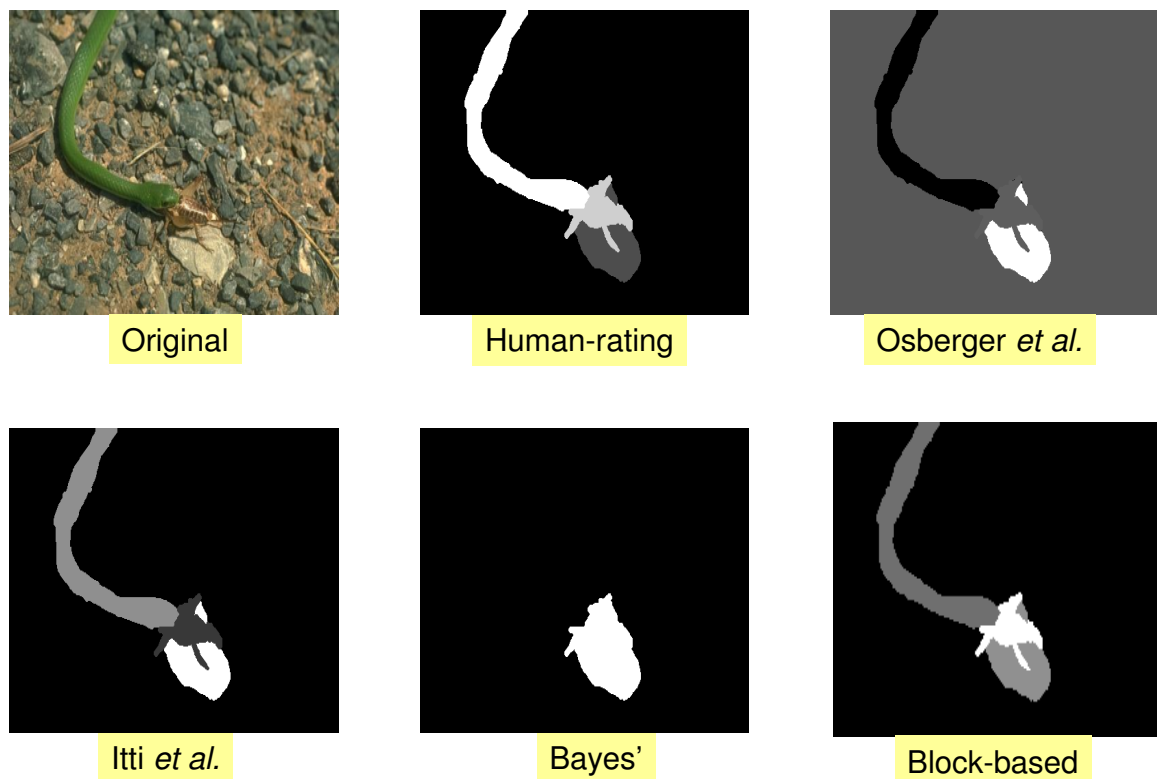 Original
Human-rating
Osberger et al.
Itti et al.
Bayes’
Block-based